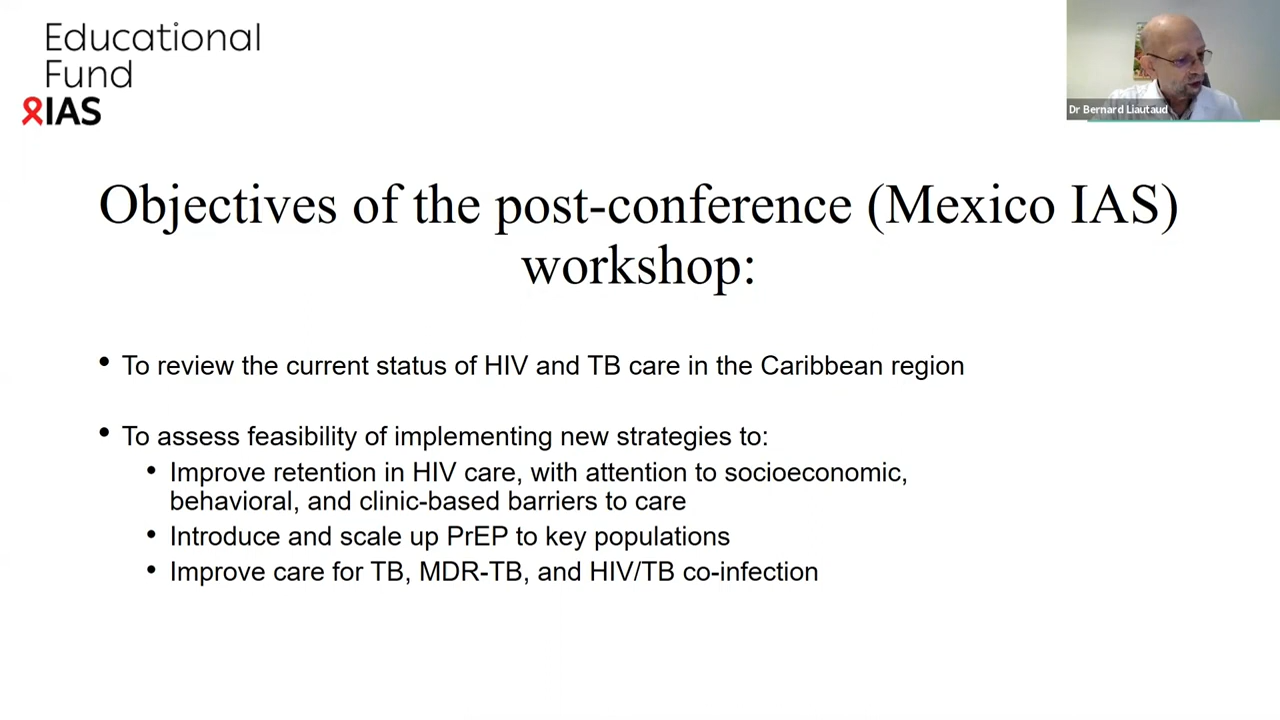 Educational
Fund
IAS
Dr Bernard Liautaud
Objectives of the post-conference (Mexico IAS)
workshop:
• To review the current status of HIV and TB care in the Caribbean region
• To assess feasibility of implementing new strategies to:
• Improve retention in HIV care, with attention to socioeconomic,
behavioral, and clinic-based barriers to care
• Introduce and scale up PrEP to key populations
• Improve care for TB, MDR-TB, and HIV/TB co-infection